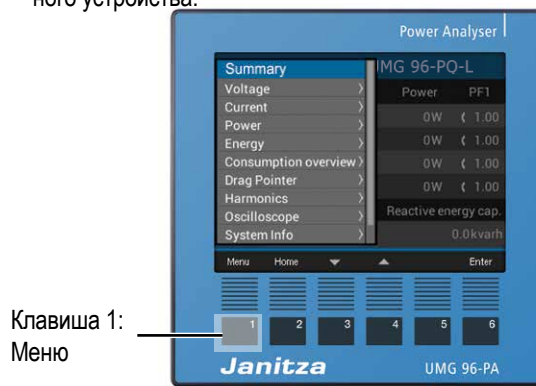 ного устройства.
Power Analyser
Summary
UMG 96-PQ-L
Voltage
Power PF1
Current
0W 1.00
Power
Energy
0W 1.00
Consumption overview
0W 1.00
Drag Pointer
0W 1.00
Harmonics
Oscilloscope
Reactive energy cap.
System Info
0.0kvarh
Menu Home Enter
1 2 3 4 5 6
Клавиша 1:
Меню
Janitza UMG 96-PA